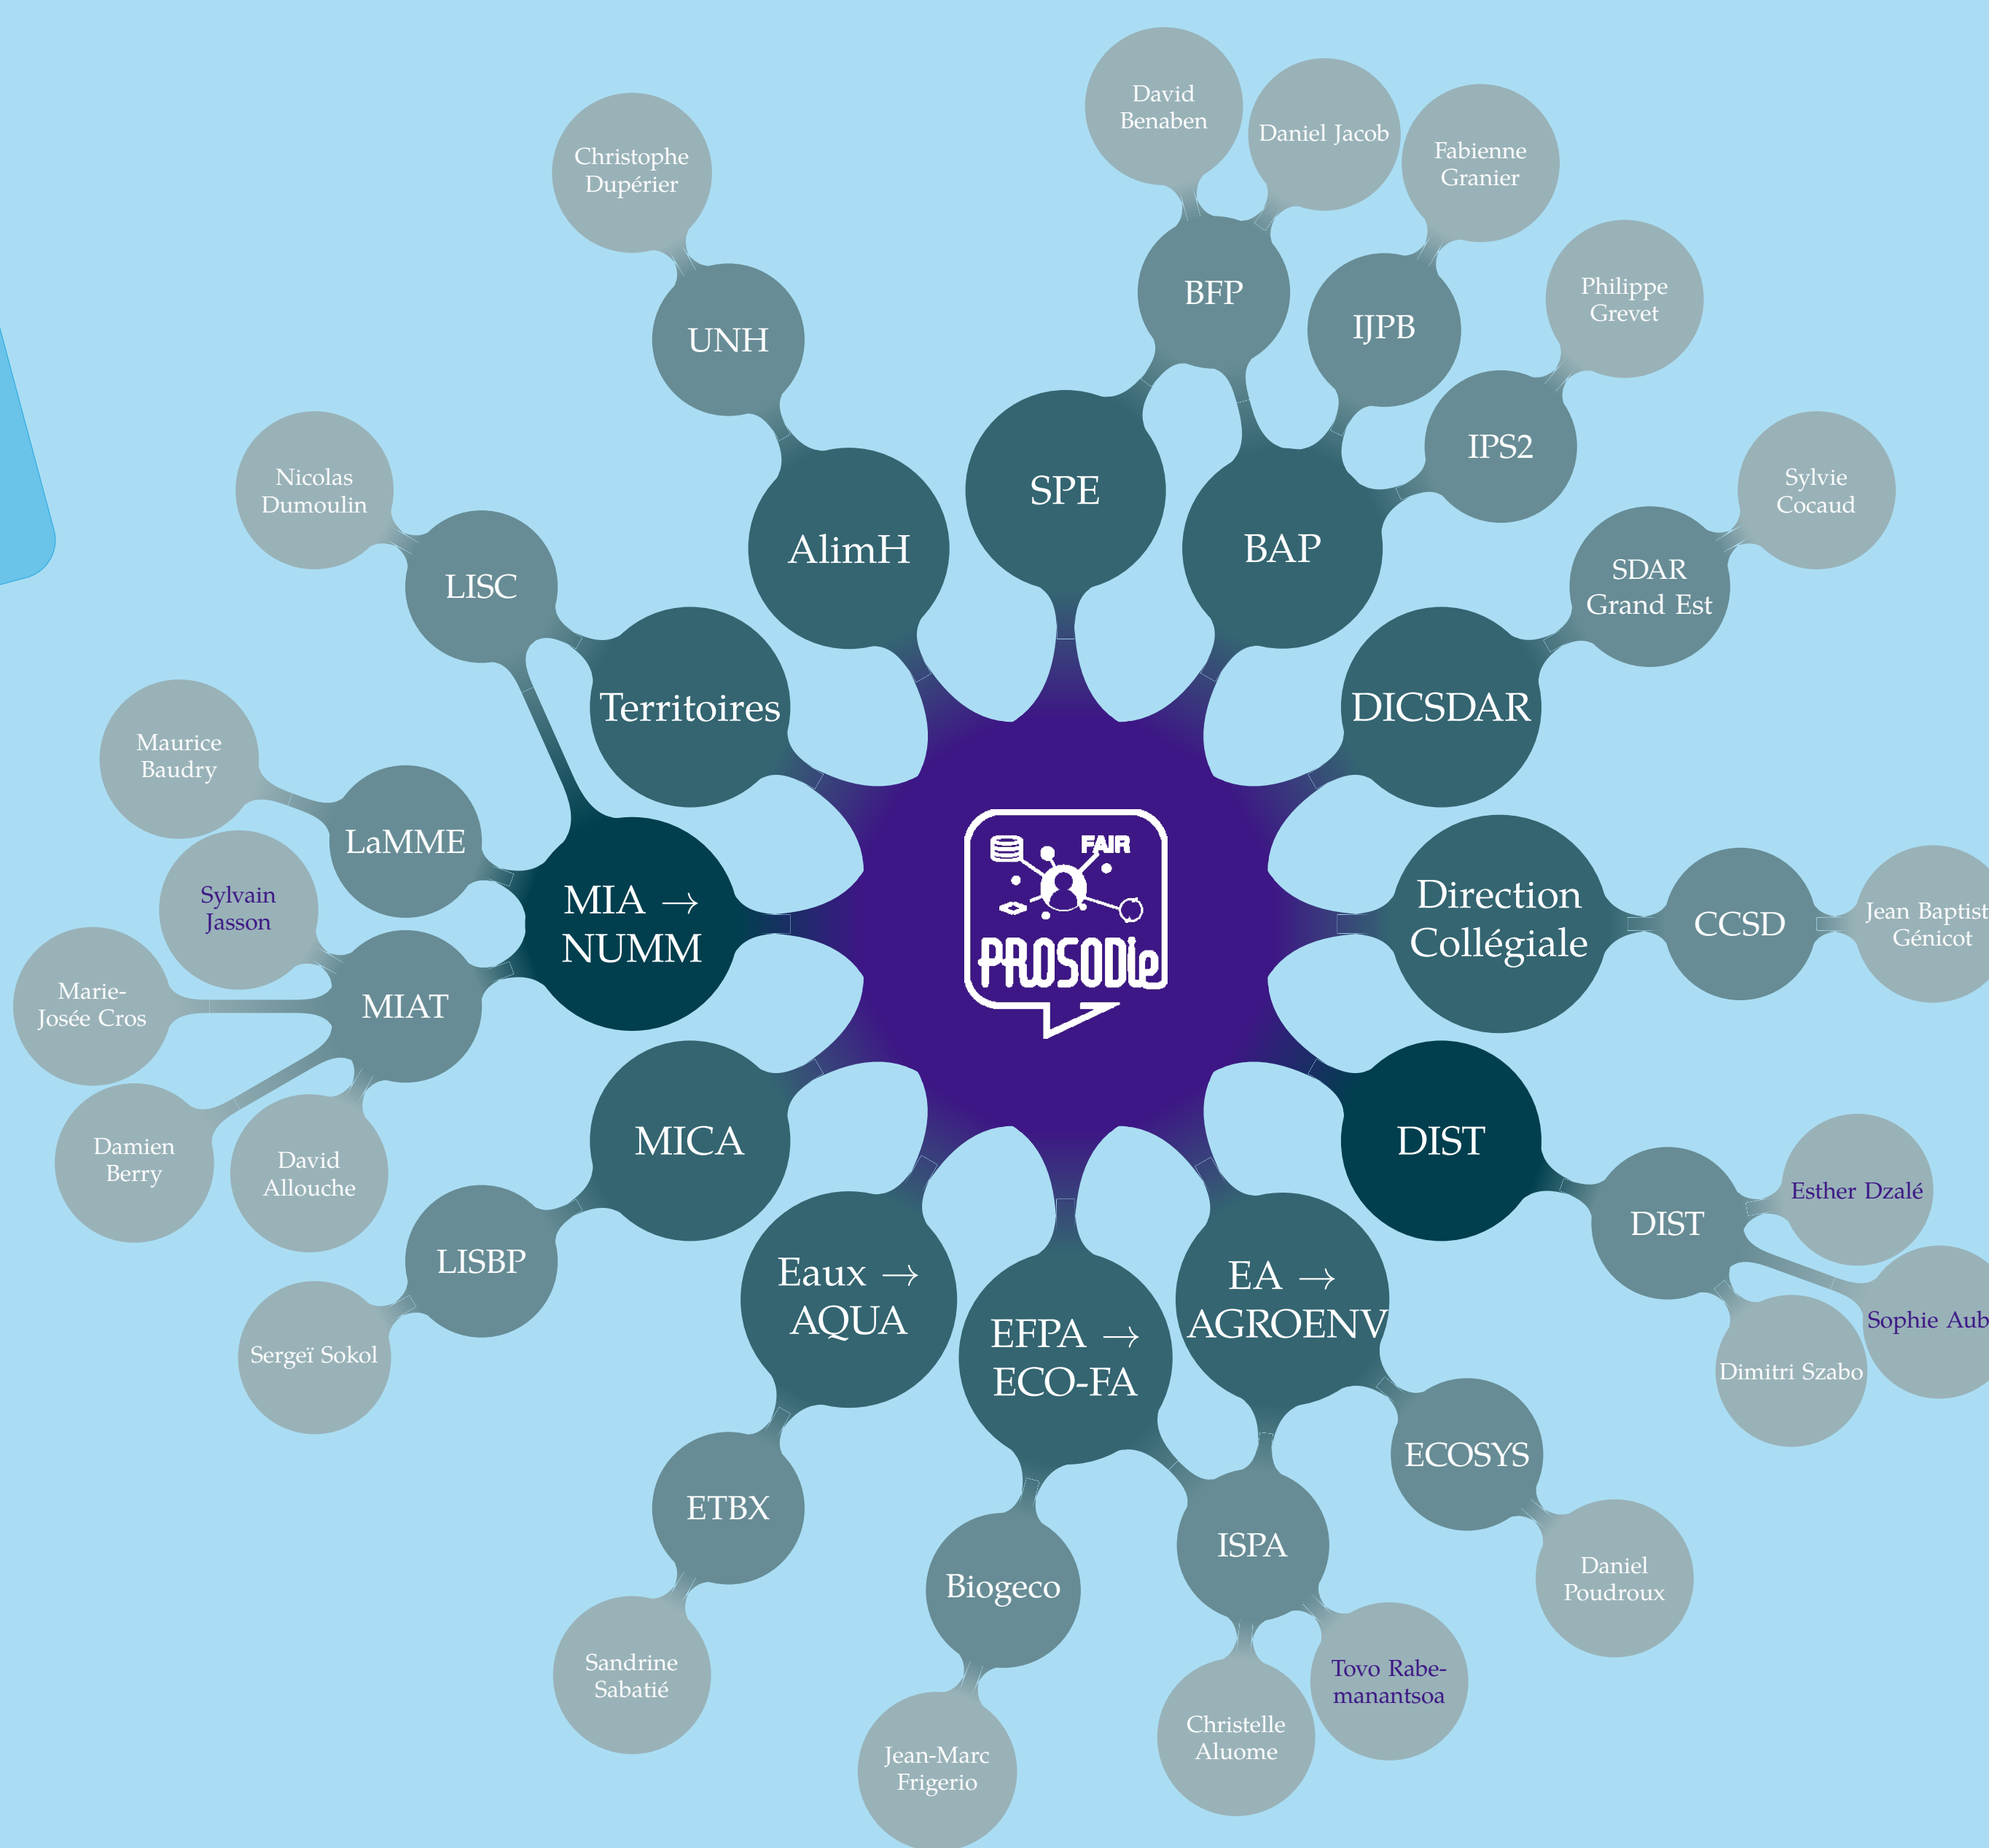 David
Benaben
Daniel Jacob
Fabienne
Granier
Christophe
Dupérier
Philippe
Grevet
BFP
IJPB
UNH
IPS2
Sylvie
Cocaud
Nicolas
Dumoulin
SPE
AlimH
BAP
LISC
SDAR
Grand Est
Territoires
DICSDAR
Maurice
Baudry
LaMME
FAIR
PROSODIe
Sylvain
Jasson
MIA →
NUMM
Direction
Collégiale
CCSD
Jean Baptist
Génicot
Marie-
Josée Cros
MIAT
Damien
Berry
David
Allouche
MICA
DIST
Esther Dzalé
DIST
LISBP
Eaux →
AQUA
EFPA →
ECO-FA
EA →
AGROENV
Sophie Aub
Sergeï Sokol
Dimitri Szabo
ECOSYS
ETBX
ISPA
Biogeco
Daniel
Poudroux
Sandrine
Sabatié
Tovo Rabe-
manantsoa
Christelle
Aluome
Jean-Marc
Frigerio